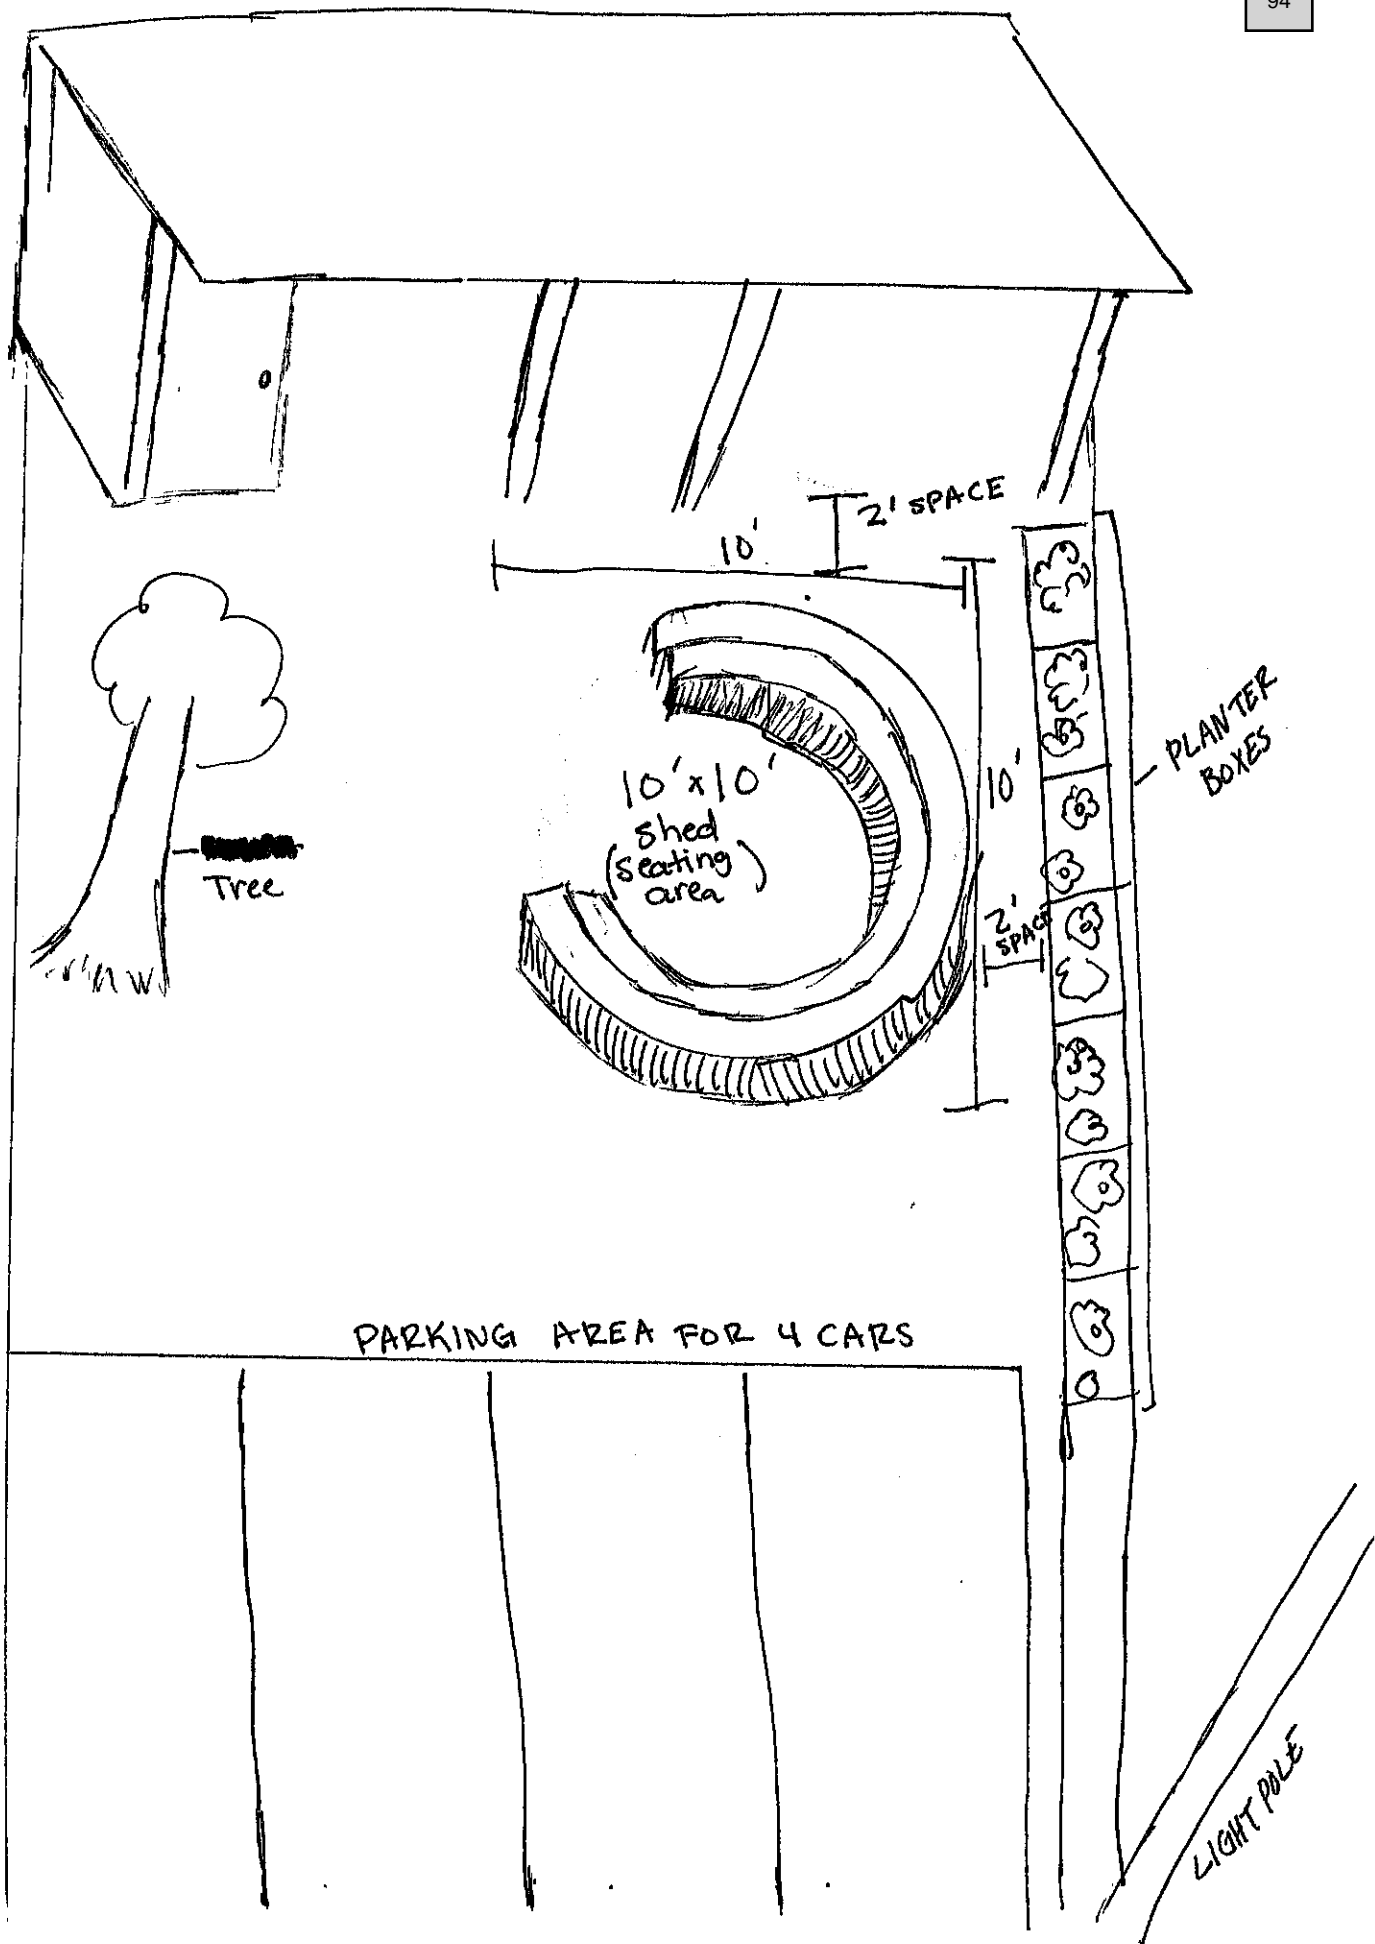 94
2' SPACE
10'
10'
10'x10'
shed
(seating
area)
2'
SPACE
PLANTER
BOXES
Tree
PARKING AREA FOR 4 CARS
LIGHT POLE